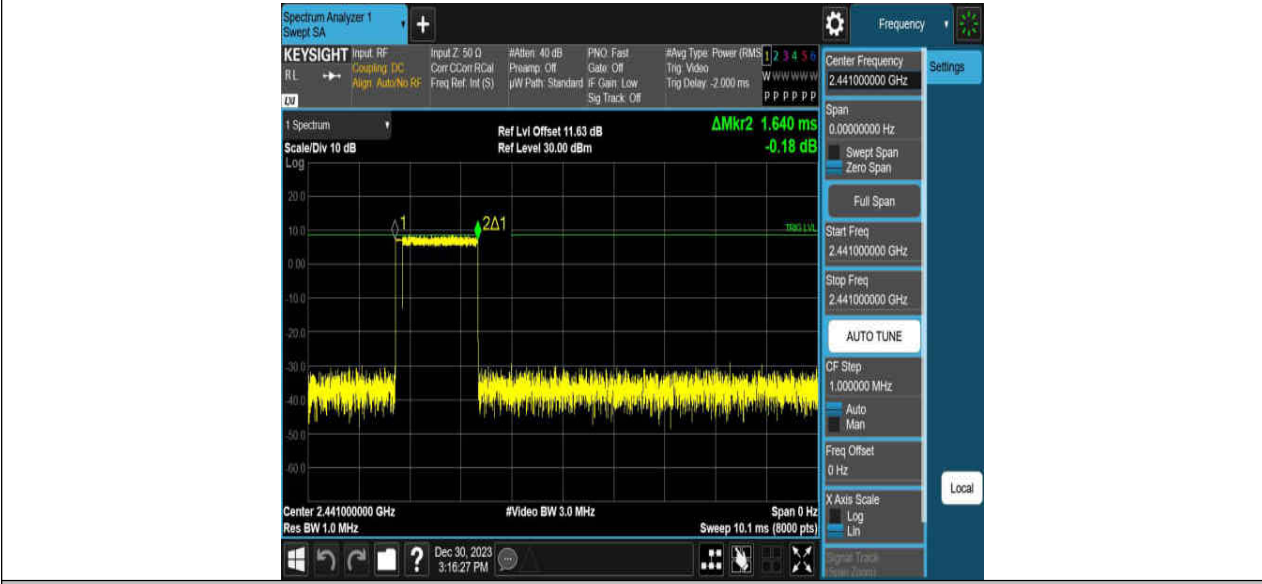 Spectrum Analyzer 1
Swept SA
+
Frequency
KEYSIGHT
RL
LXI
Input: RF
Coupling: DC
Align: Auto/No RF
Input Z: 50 Ω
Corr CCorr RCal
Freq Ref: Int (S)
#Atten: 40 dB
Preamp: Off
µW Path: Standard
PNO: Fast
Gate: Off
IF Gain: Low
Sig Track: Off
#Avg Type: Power (RMS
Trig: Video
Trig Delay: -2.000 ms
1 2 3 4 5 6
W W W W W W
P P P P P P
1 Spectrum
Scale/Div 10 dB
Log
Ref Lvl Offset 11.63 dB
Ref Level 30.00 dBm
ΔMkr2 1.640 ms
-0.18 dB
20.0
10.0
0.00
-10.0
-20.0
-30.0
-40.0
-50.0
-60.0
1
2Δ1
TRIG LVL
Center 2.441000000 GHz
Res BW 1.0 MHz
#Video BW 3.0 MHz
Span 0 Hz
Sweep 10.1 ms (8000 pts)
?
Dec 30, 2023
3:16:27 PM
Center Frequency
2.441000000 GHz
Span
0.00000000 Hz
Swept Span
Zero Span
Full Span
Start Freq
2.441000000 GHz
Stop Freq
2.441000000 GHz
AUTO TUNE
CF Step
1.000000 MHz
Auto
Man
Freq Offset
0 Hz
X Axis Scale
Log
Lin
Signal Track
(Span Zoom)
Settings
Local